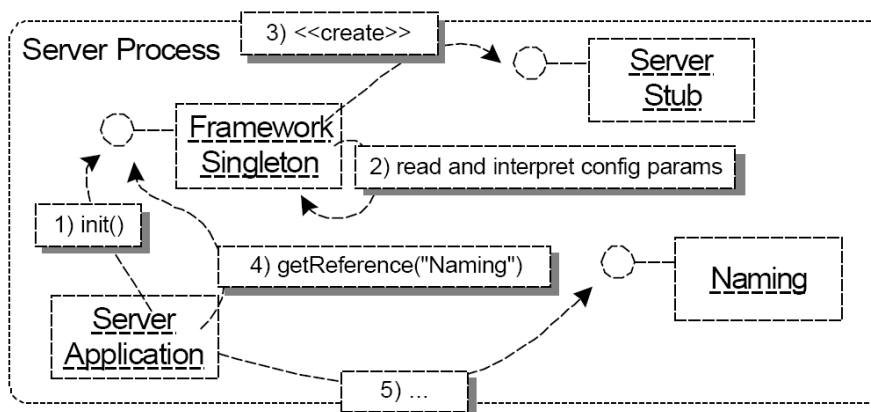 3) <<create>>
Server Process
Server
Stub
Framework
Singleton
2) read and interpret config params
1) init()
4) getReference("Naming")
Naming
Server
Application
5) ...